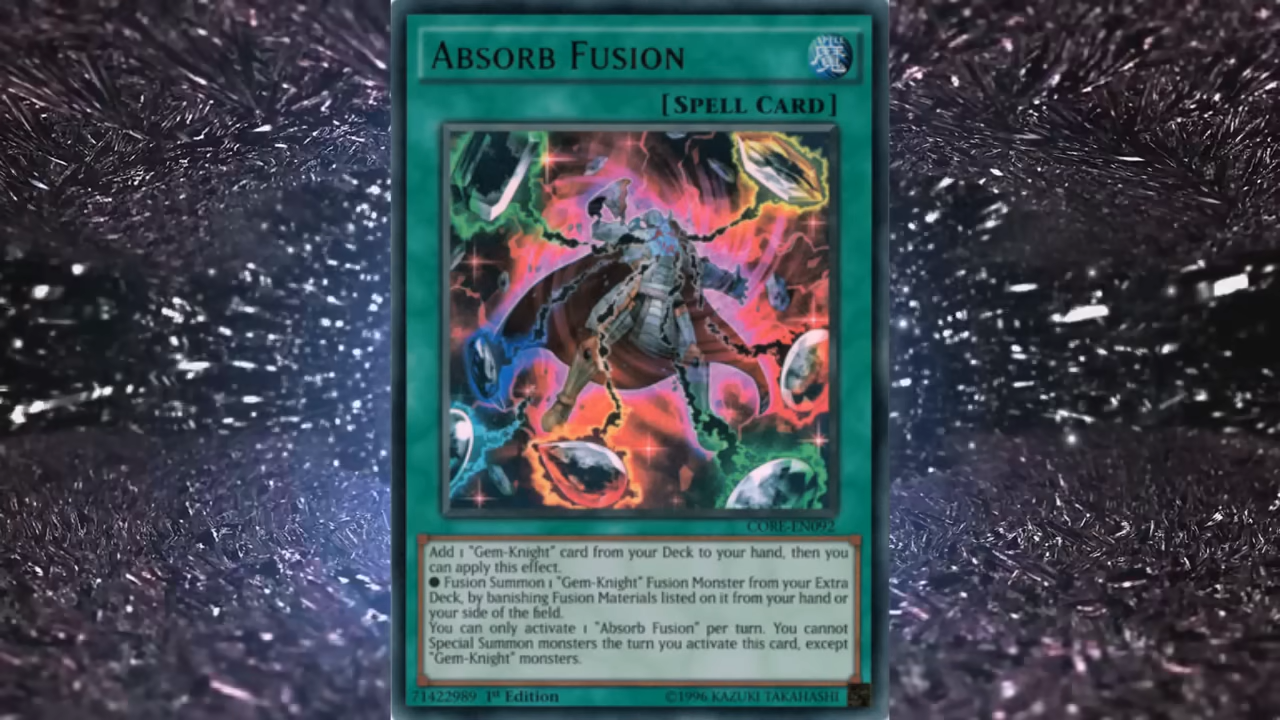 Absorb Fusion
SPELL
魔
[Spell Card]
CORE-EN092
Add 1 "Gem-Knight" card from your Deck to your hand, then you
can apply this effect.
● Fusion Summon 1 "Gem-Knight" Fusion Monster from your Extra
Deck, by banishing Fusion Materials listed on it from your hand or
your side of the field.
You can only activate 1 "Absorb Fusion" per turn. You cannot
Special Summon monsters the turn you activate this card, except
"Gem-Knight" monsters.
71422989 1st Edition ©1996 KAZUKI TAKAHASHI